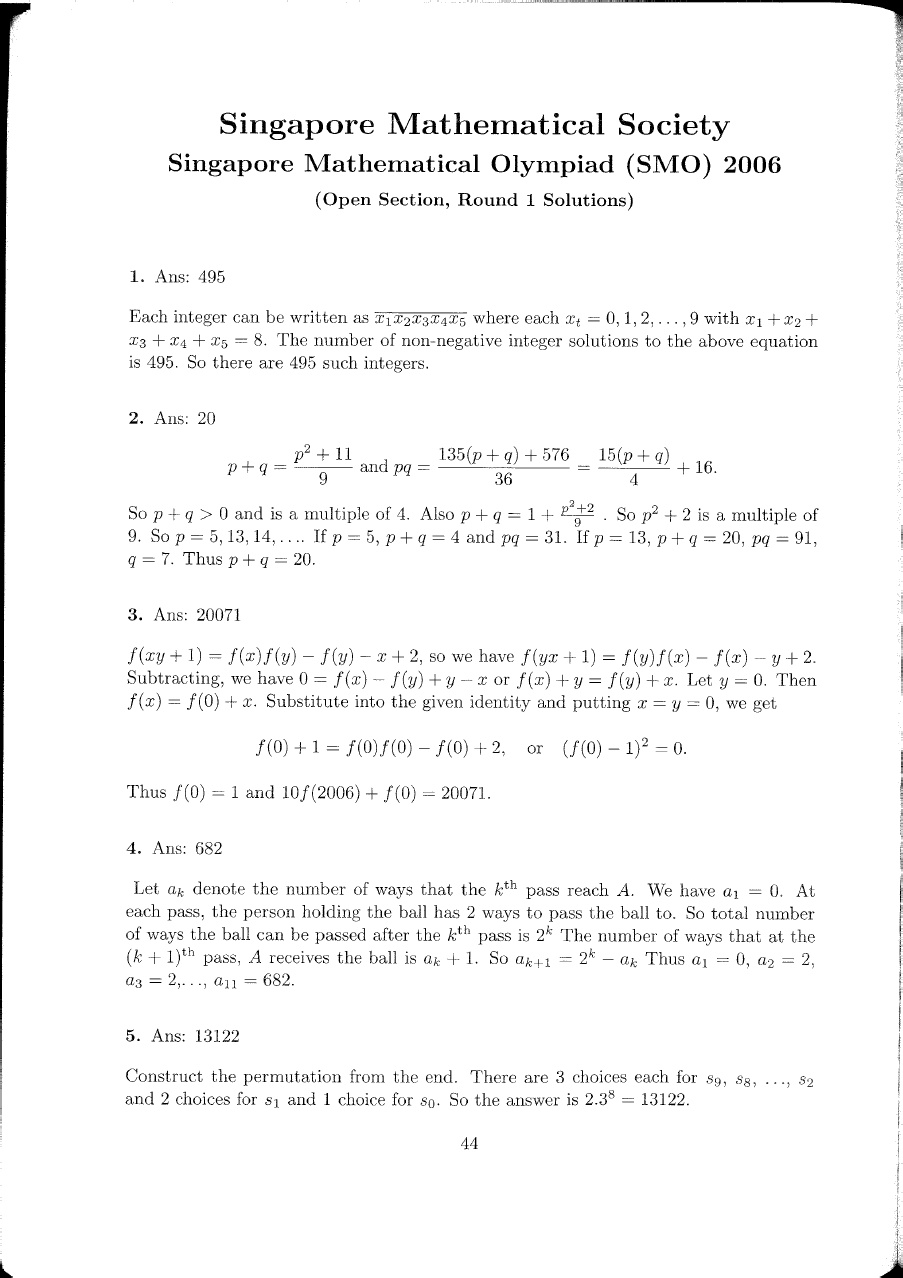 Singapore Mathematical Society
Singapore Mathematical Olympiad (SMO) 2006
(Open Section, Round 1 Solutions)
1. Ans: 495
Each integer can be written as $\overline{x_1x_2x_3x_4x_5}$ where each $x_t = 0, 1, 2, \ldots, 9$ with $x_1 + x_2 +$
$x_3 + x_4 + x_5 = 8$. The number of non-negative integer solutions to the above equation
is 495. So there are 495 such integers.
2. Ans: 20
$p + q = \frac{p^2 + 11}{9}$ and $pq = \frac{135(p + q) + 576}{36} = \frac{15(p + q)}{4} + 16.$
So $p + q > 0$ and is a multiple of 4. Also $p + q = 1 + \frac{p^2+2}{9}$ . So $p^2 + 2$ is a multiple of
9. So $p = 5, 13, 14, \ldots$. If $p = 5$, $p + q = 4$ and $pq = 31$. If $p = 13$, $p + q = 20$, $pq = 91$,
$q = 7$. Thus $p + q = 20$.
3. Ans: 20071
$f(xy + 1) = f(x)f(y) - f(y) - x + 2$, so we have $f(yx + 1) = f(y)f(x) - f(x) - y + 2$.
Subtracting, we have $0 = f(x) - f(y) + y - x$ or $f(x) + y = f(y) + x$. Let $y = 0$. Then
$f(x) = f(0) + x$. Substitute into the given identity and putting $x = y = 0$, we get
$f(0) + 1 = f(0)f(0) - f(0) + 2,$ or $(f(0) - 1)^2 = 0.$
Thus $f(0) = 1$ and $10f(2006) + f(0) = 20071$.
4. Ans: 682
Let $a_k$ denote the number of ways that the $k^{\text{th}}$ pass reach $A$. We have $a_1 = 0$. At
each pass, the person holding the ball has 2 ways to pass the ball to. So total number
of ways the ball can be passed after the $k^{\text{th}}$ pass is $2^k$ The number of ways that at the
$(k + 1)^{\text{th}}$ pass, $A$ receives the ball is $a_k + 1$. So $a_{k+1} = 2^k - a_k$ Thus $a_1 = 0$, $a_2 = 2$,
$a_3 = 2$,..., $a_{11} = 682$.
5. Ans: 13122
Construct the permutation from the end. There are 3 choices each for $s_9$, $s_8$, ..., $s_2$
and 2 choices for $s_1$ and 1 choice for $s_0$. So the answer is $2.3^8 = 13122$.
44